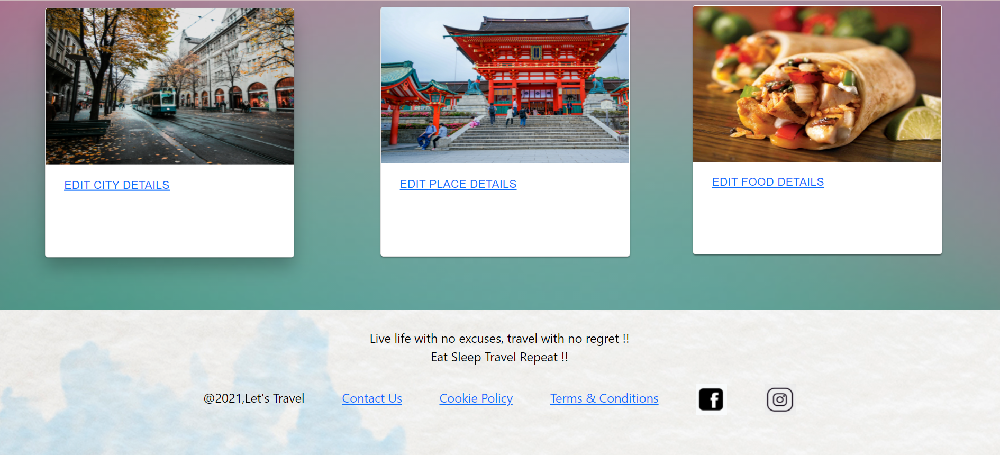 EDIT CITY DETAILS
EDIT PLACE DETAILS
EDIT FOOD DETAILS
Live life with no excuses, travel with no regret !!
Eat Sleep Travel Repeat !!
@2021,Let's Travel
Contact Us
Cookie Policy
Terms & Conditions